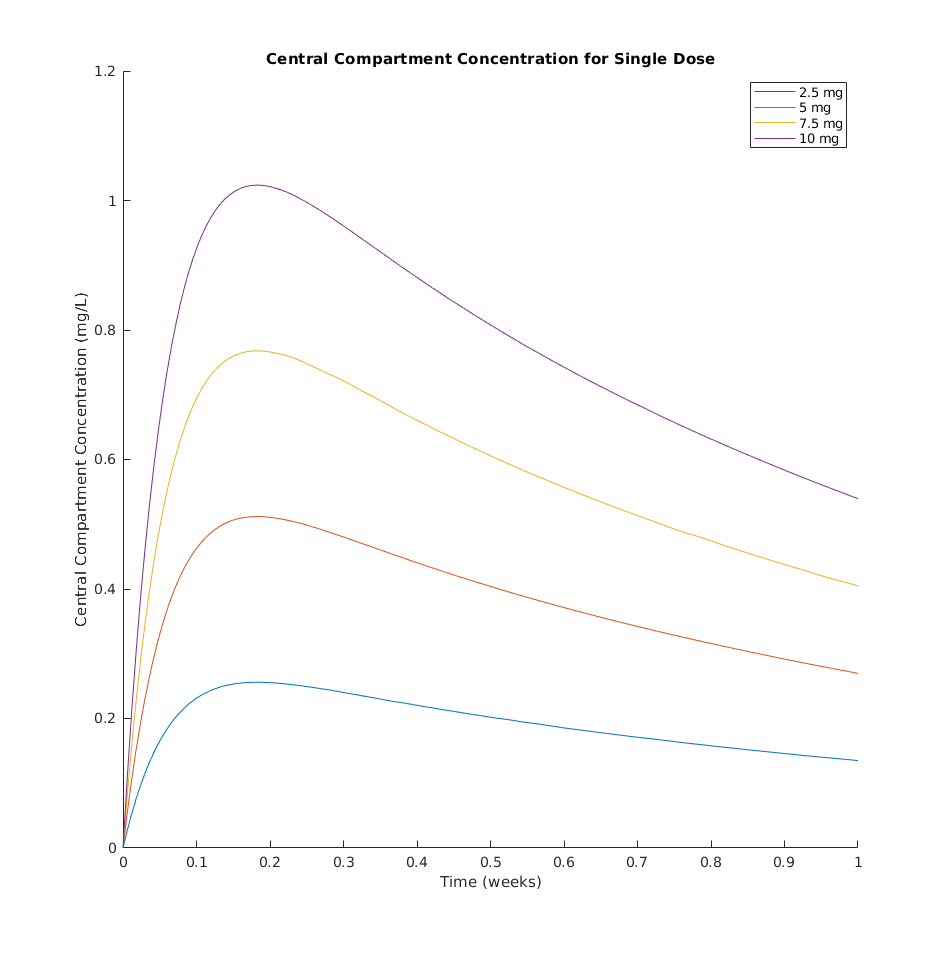 Central Compartment Concentration for Single Dose
1.2
1
0.8
0.6
0.4
0.2
0
Central Compartment Concentration (mg/L)
2.5 mg
5 mg
7.5 mg
10 mg
0 0.1 0.2 0.3 0.4 0.5 0.6 0.7 0.8 0.9 1
Time (weeks)